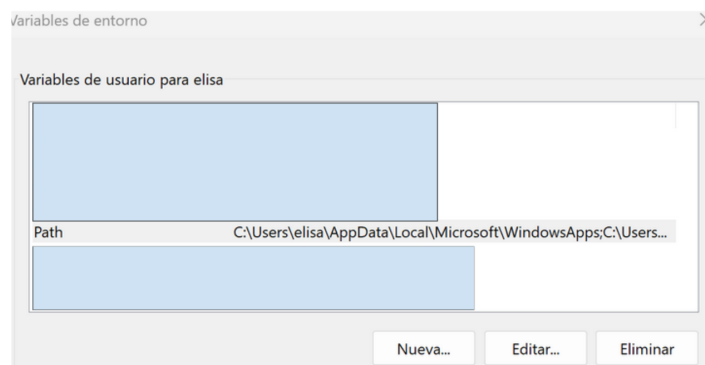 Variables de entorno
Variables de usuario para elisa
Path C:\Users\elisa\AppData\Local\Microsoft\WindowsApps;C:\Users...
Nueva... Editar... Eliminar